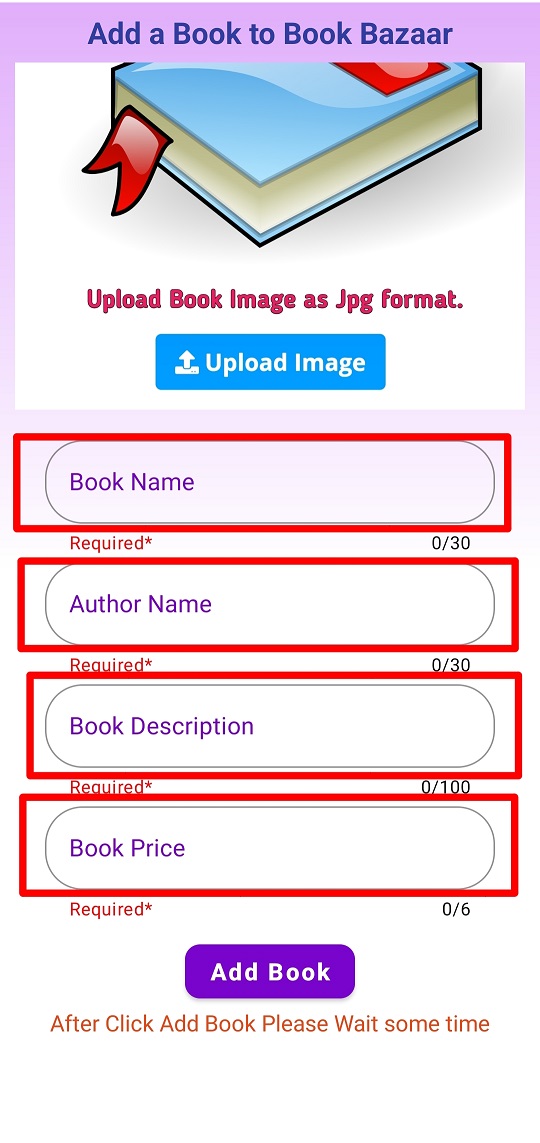 Add a Book to Book Bazaar
Upload Book Image as Jpg format.
Upload Image
Book Name
Required* 0/30
Author Name
Required* 0/30
Book Description
Required* 0/100
Book Price
Required* 0/6
Add Book
After Click Add Book Please Wait some time